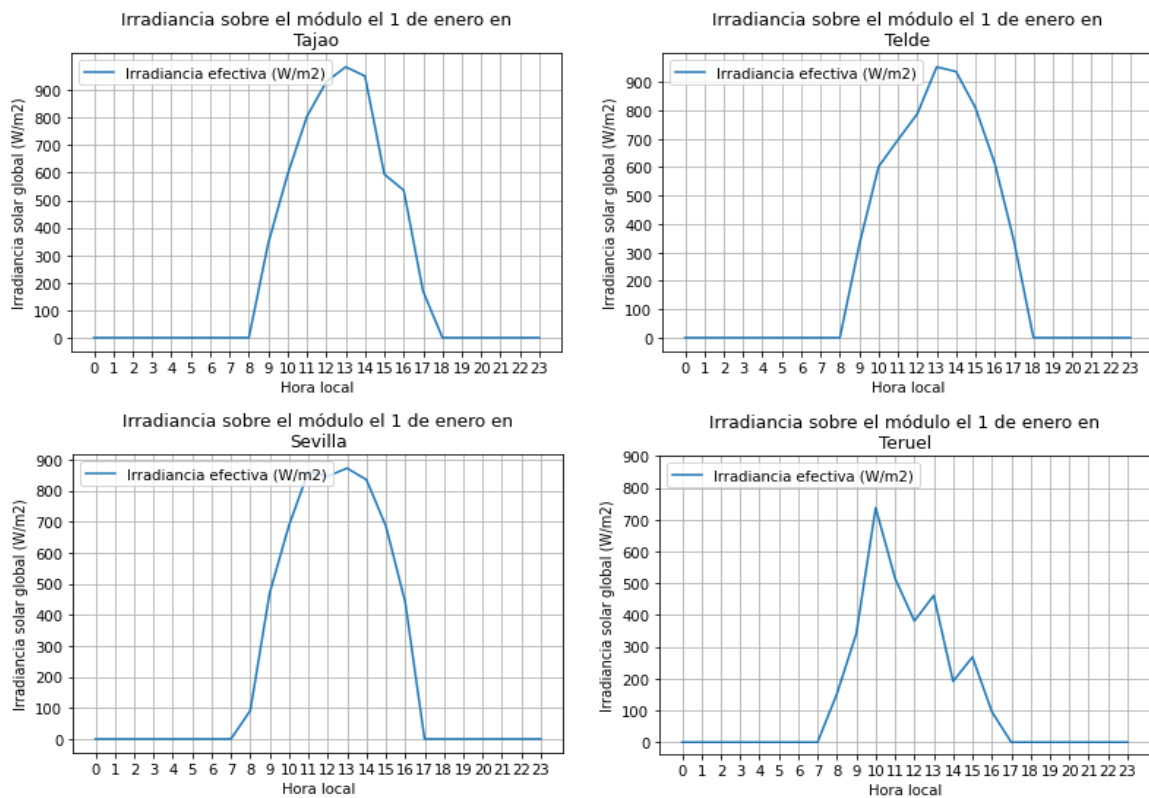 Irradiancia sobre el módulo el 1 de enero en
Tajao
Irradiancia efectiva (W/m2)
Irradiancia solar global (W/m2)
900
800
700
600
500
400
300
200
100
0
0 1 2 3 4 5 6 7 8 9 10 11 12 13 14 15 16 17 18 19 20 21 22 23
Hora local
Irradiancia sobre el módulo el 1 de enero en
Telde
Irradiancia efectiva (W/m2)
Irradiancia solar global (W/m2)
900
800
700
600
500
400
300
200
100
0
0 1 2 3 4 5 6 7 8 9 10 11 12 13 14 15 16 17 18 19 20 21 22 23
Hora local
Irradiancia sobre el módulo el 1 de enero en
Sevilla
Irradiancia efectiva (W/m2)
Irradiancia solar global (W/m2)
900
800
700
600
500
400
300
200
100
0
0 1 2 3 4 5 6 7 8 9 10 11 12 13 14 15 16 17 18 19 20 21 22 23
Hora local
Irradiancia sobre el módulo el 1 de enero en
Teruel
Irradiancia efectiva (W/m2)
Irradiancia solar global (W/m2)
900
800
700
600
500
400
300
200
100
0
0 1 2 3 4 5 6 7 8 9 10 11 12 13 14 15 16 17 18 19 20 21 22 23
Hora local